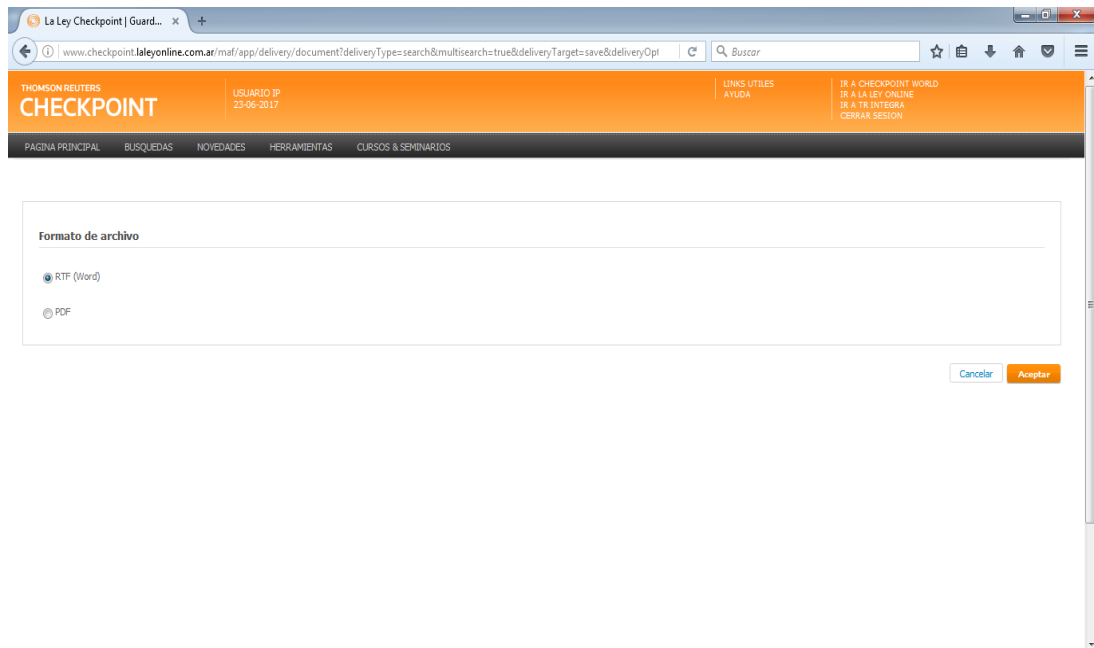 La Ley Checkpoint | Guard...
www.checkpoint.laleyonline.com.ar/maf/app/delivery/document?deliveryType=search&multisearch=true&deliveryTarget=save&deliveryOpt
Buscar
THOMSON REUTERS
CHECKPOINT
USUARIO IP
23-06-2017
LINKS UTILES
AYUDA
IR A CHECKPOINT WORLD
IR A LA LEY ONLINE
IR A TR INTEGRA
CERRAR SESION
PAGINA PRINCIPAL BUSQUEDAS NOVEDADES HERRAMIENTAS CURSOS & SEMINARIOS
Formato de archivo
RTF (Word)
PDF
Cancelar Aceptar